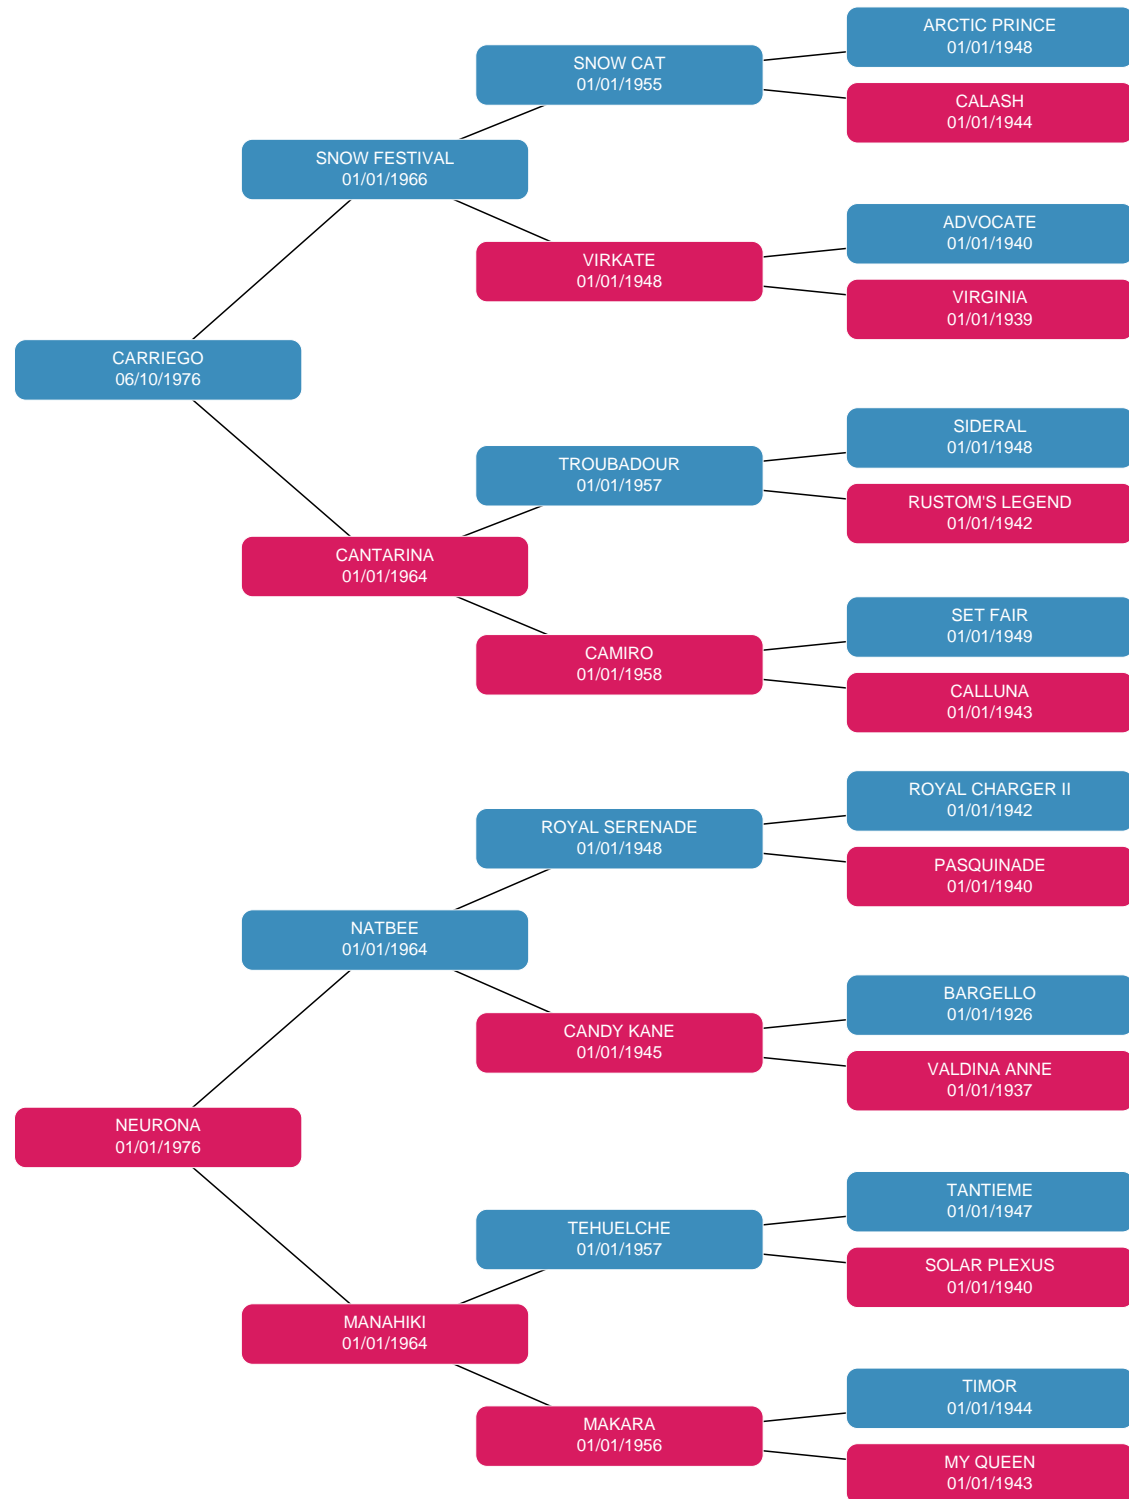 ARCTIC PRINCE
01/01/1948
SNOW CAT
01/01/1955
CALASH
01/01/1944
SNOW FESTIVAL
01/01/1966
ADVOCATE
01/01/1940
VIRKATE
01/01/1948
VIRGINIA
01/01/1939
CARRIEGO
06/10/1976
SIDERAL
01/01/1948
TROUBADOUR
01/01/1957
RUSTOM'S LEGEND
01/01/1942
CANTARINA
01/01/1964
SET FAIR
01/01/1949
CAMIRO
01/01/1958
CALLUNA
01/01/1943
ROYAL CHARGER II
01/01/1942
ROYAL SERENADE
01/01/1948
PASQUINADE
01/01/1940
NATBEE
01/01/1964
BARGELLO
01/01/1926
CANDY KANE
01/01/1945
VALDINA ANNE
01/01/1937
NEURONA
01/01/1976
TANTIEME
01/01/1947
TEHUELCHE
01/01/1957
SOLAR PLEXUS
01/01/1940
MANAHIKI
01/01/1964
TIMOR
01/01/1944
MAKARA
01/01/1956
MY QUEEN
01/01/1943